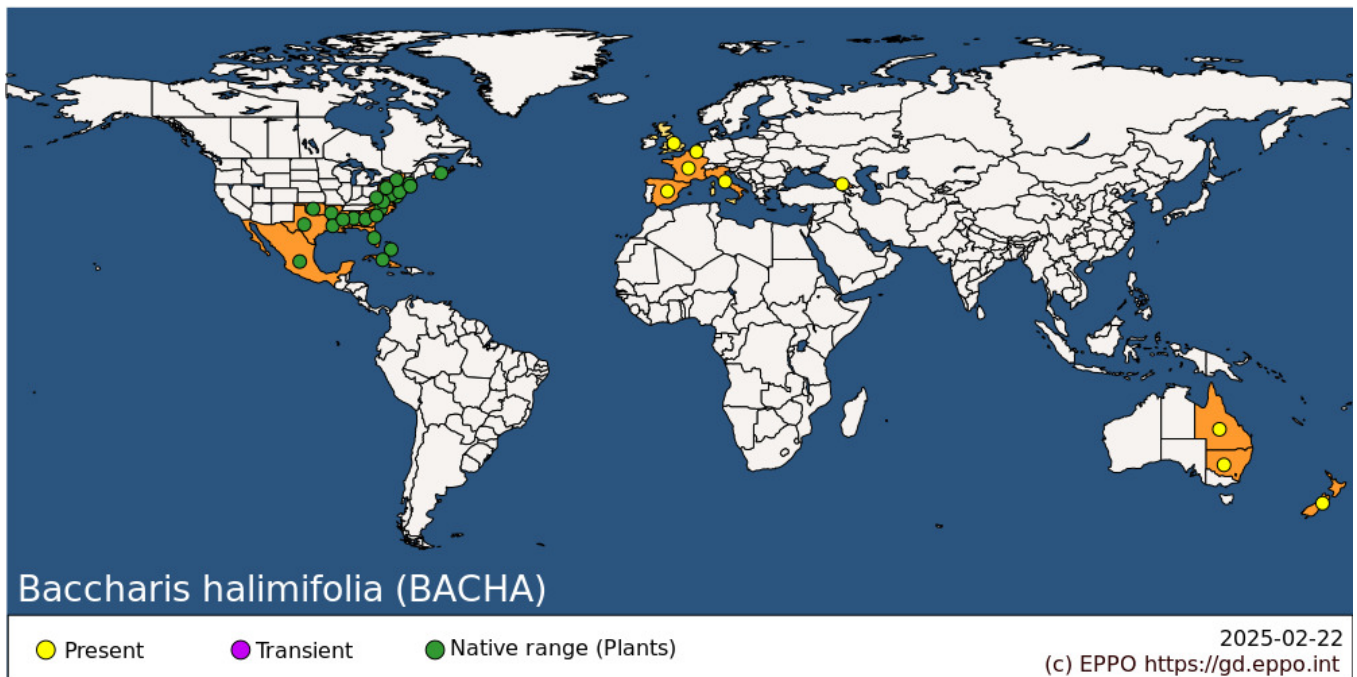 Baccharis halimifolia (BACHA)
Present
Transient
Native range (Plants)
2025-02-22
(c) EPPO https://gd.eppo.int